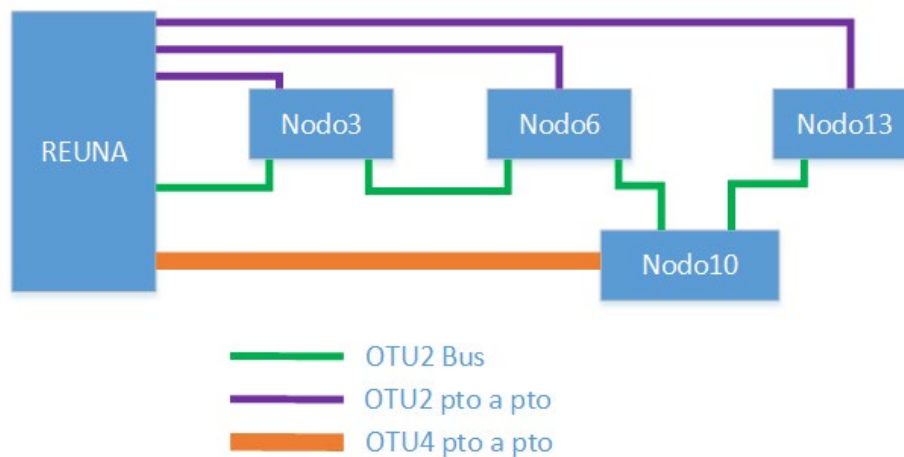 REUNA
Nodo3
Nodo6
Nodo13
Nodo10
OTU2 Bus
OTU2 pto a pto
OTU4 pto a pto